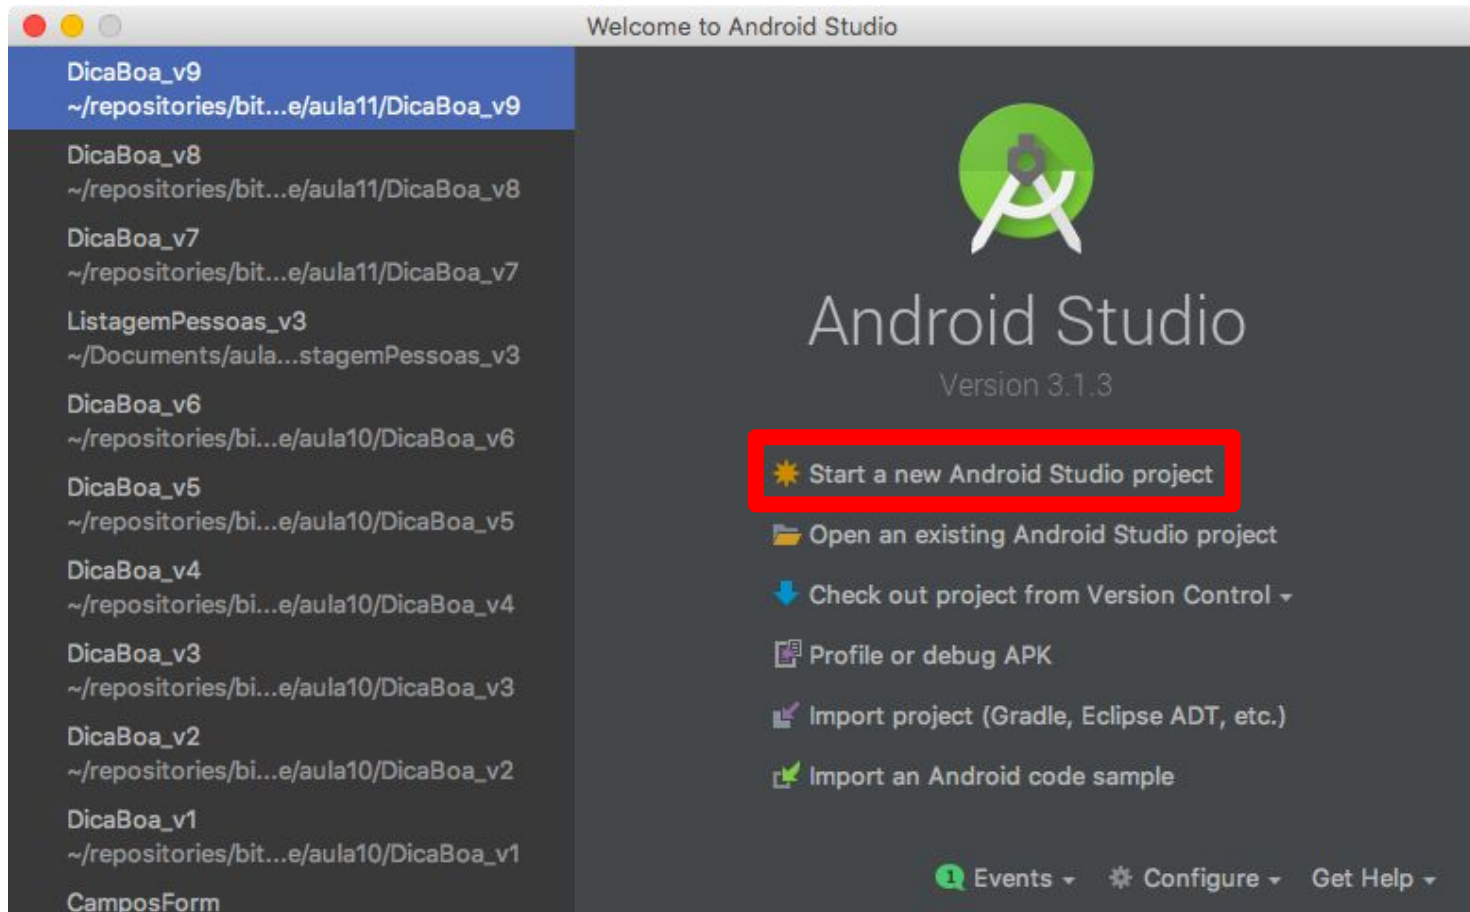 Welcome to Android Studio
DicaBoa_v9
~/repositories/bit...e/aula11/DicaBoa_v9
DicaBoa_v8
~/repositories/bit...e/aula11/DicaBoa_v8
DicaBoa_v7
~/repositories/bit...e/aula11/DicaBoa_v7
ListagemPessoas_v3
~/Documents/aula...stagemPessoas_v3
DicaBoa_v6
~/repositories/bi...e/aula10/DicaBoa_v6
DicaBoa_v5
~/repositories/bi...e/aula10/DicaBoa_v5
DicaBoa_v4
~/repositories/bi...e/aula10/DicaBoa_v4
DicaBoa_v3
~/repositories/bi...e/aula10/DicaBoa_v3
DicaBoa_v2
~/repositories/bi...e/aula10/DicaBoa_v2
DicaBoa_v1
~/repositories/bit...e/aula10/DicaBoa_v1
CamposForm
Android Studio
Version 3.1.3
Start a new Android Studio project
Open an existing Android Studio project
Check out project from Version Control
Profile or debug APK
Import project (Gradle, Eclipse ADT, etc.)
Import an Android code sample
1 Events Configure Get Help